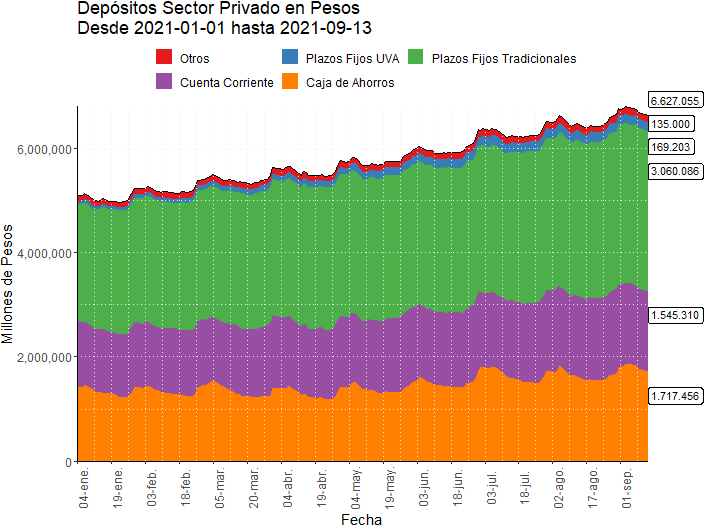 Depósitos Sector Privado en Pesos
Desde 2021-01-01 hasta 2021-09-13
Otros
Plazos Fijos UVA
Plazos Fijos Tradicionales
Cuenta Corriente
Caja de Ahorros
6.627.055
135.000
169.203
3.060.086
1.545.310
1.717.456
Millones de Pesos
6,000,000
4,000,000
2,000,000
0
04-ene.
19-ene.
03-feb.
18-feb.
05-mar.
20-mar.
04-abr.
19-abr.
04-may.
19-may.
03-jun.
18-jun.
03-jul.
18-jul.
02-ago.
17-ago.
01-sep.
Fecha